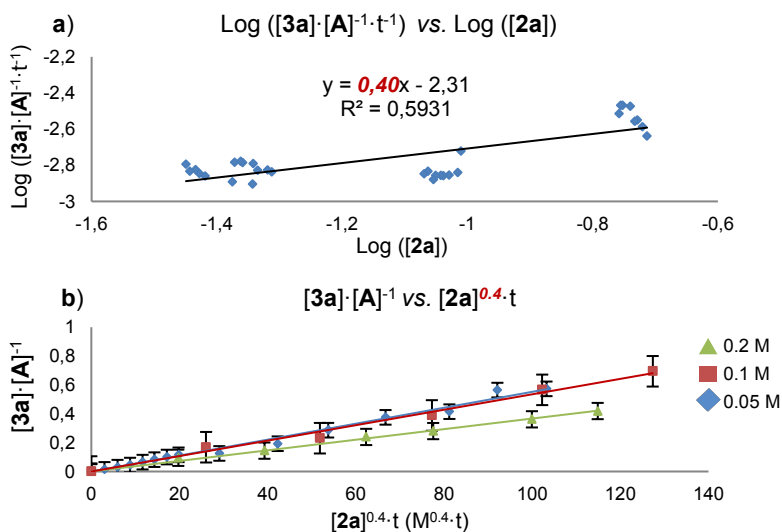 a) Log ([3a]·[A]⁻¹·t⁻¹) vs. Log ([2a])
Log ([3a]·[A]⁻¹·t⁻¹)
-2,2
-2,4
-2,6
-2,8
-3
y = 0,40x - 2,31
R² = 0,5931
-1,6 -1,4 -1,2 -1 -0,8 -0,6
Log ([2a])
b) [3a]·[A]⁻¹ vs. [2a]⁰·⁴·t
[3a]·[A]⁻¹
1
0,8
0,6
0,4
0,2
0
0.2 M
0.1 M
0.05 M
0 20 40 60 80 100 120 140
[2a]⁰·⁴·t (M⁰·⁴·t)